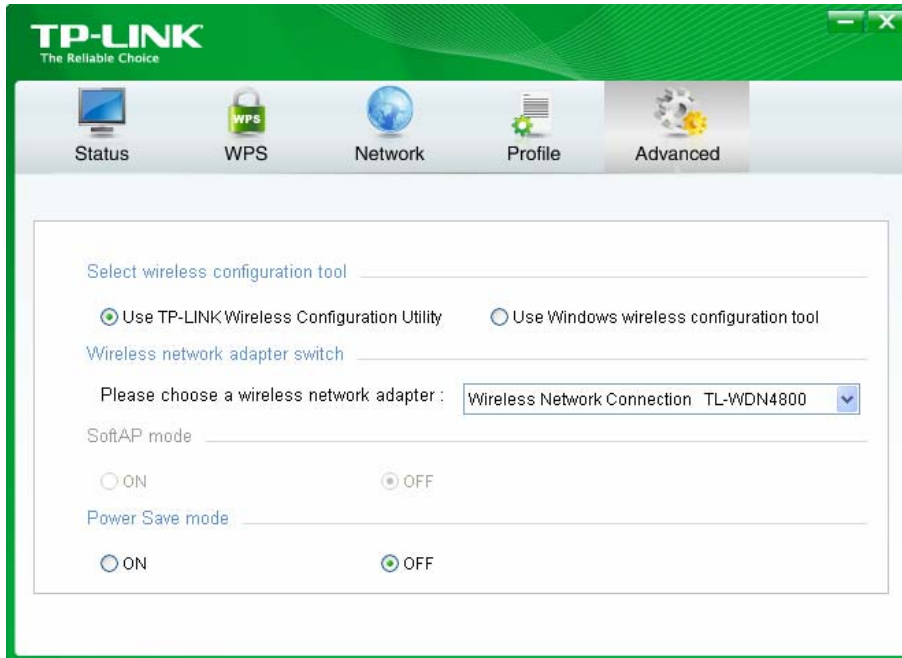 TP-LINK
The Reliable Choice
WPS
Status WPS Network Profile Advanced
Select wireless configuration tool
Use TP-LINK Wireless Configuration Utility Use Windows wireless configuration tool
Wireless network adapter switch
Please choose a wireless network adapter : Wireless Network Connection TL-WDN4800
SoftAP mode
ON OFF
Power Save mode
ON OFF